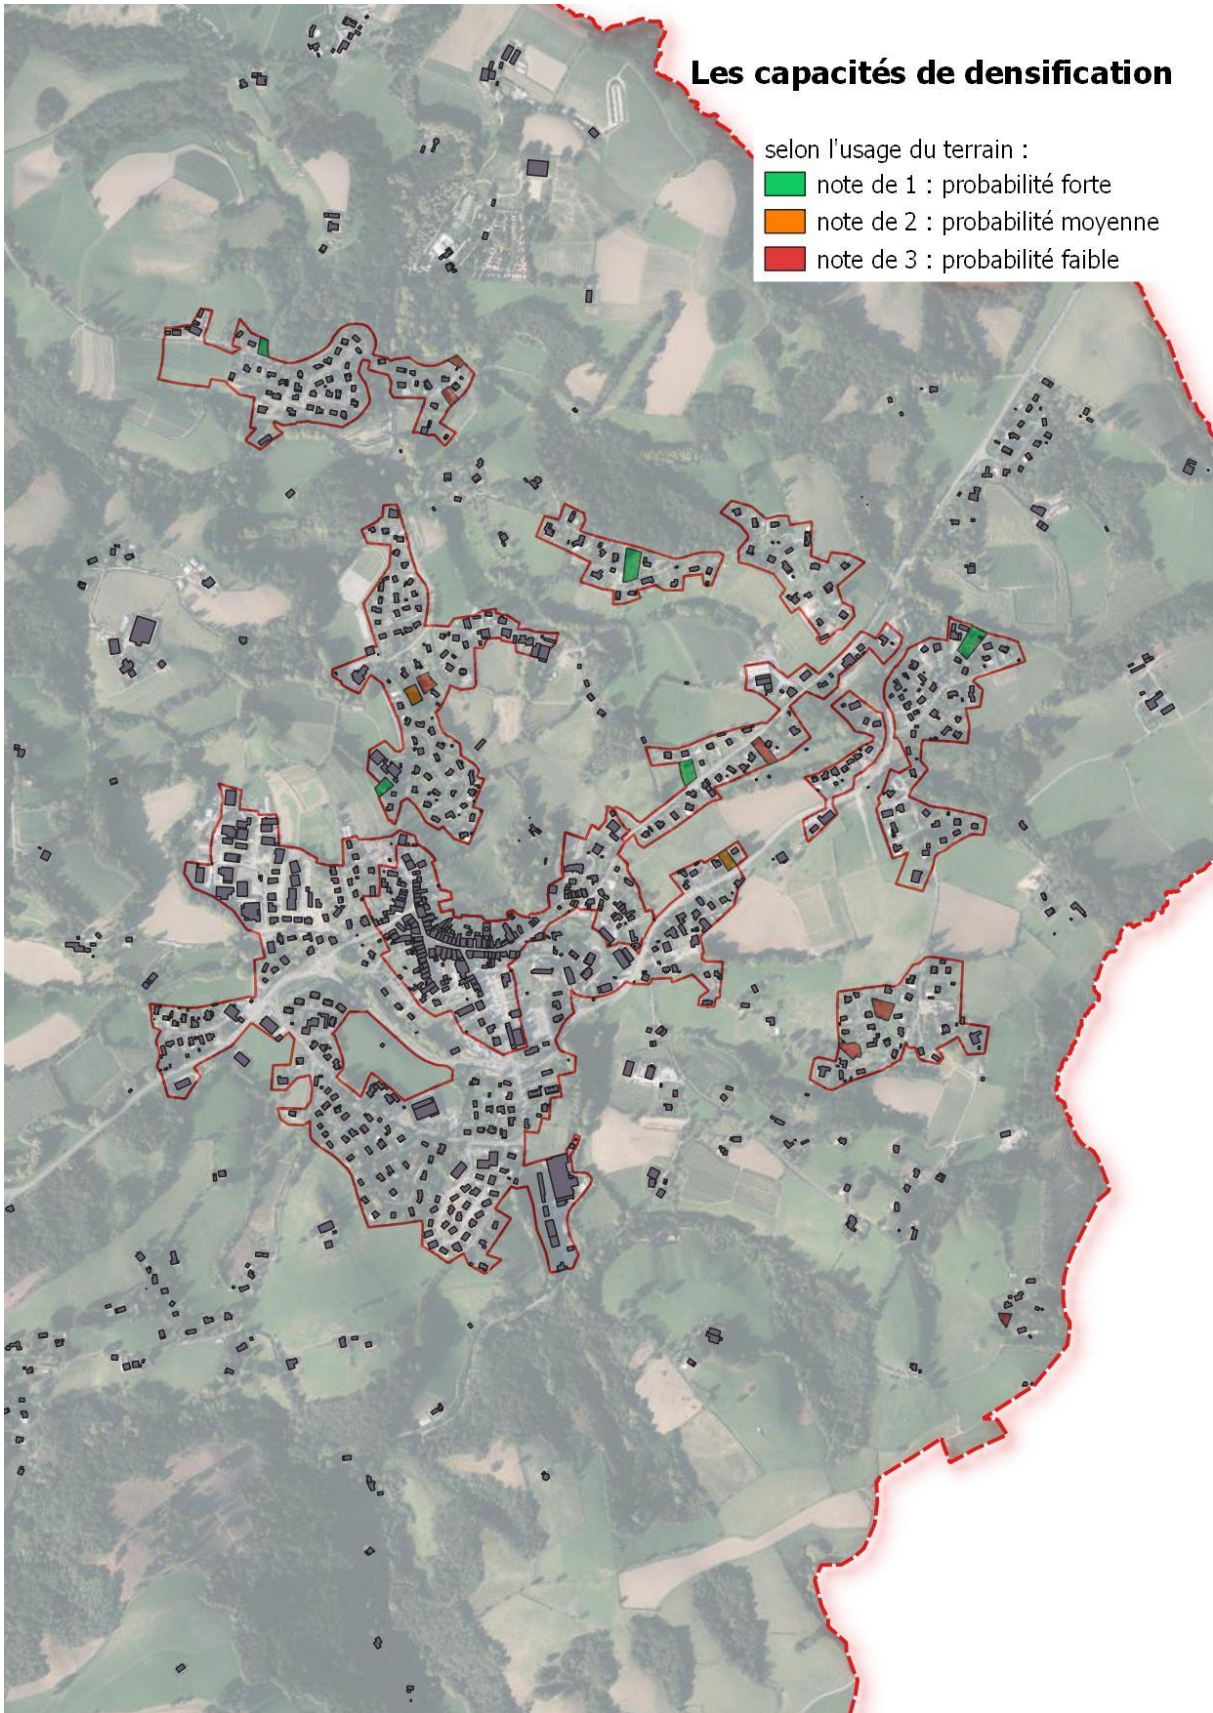 Les capacités de densification
selon l'usage du terrain :
note de 1 : probabilité forte
note de 2 : probabilité moyenne
note de 3 : probabilité faible